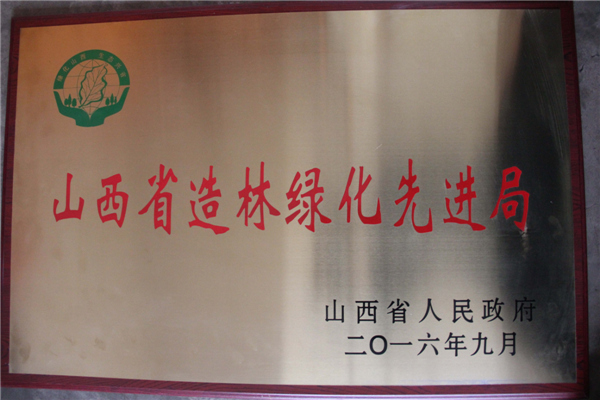 山西省造林绿化先进局
山西省人民政府
二〇一六年九月